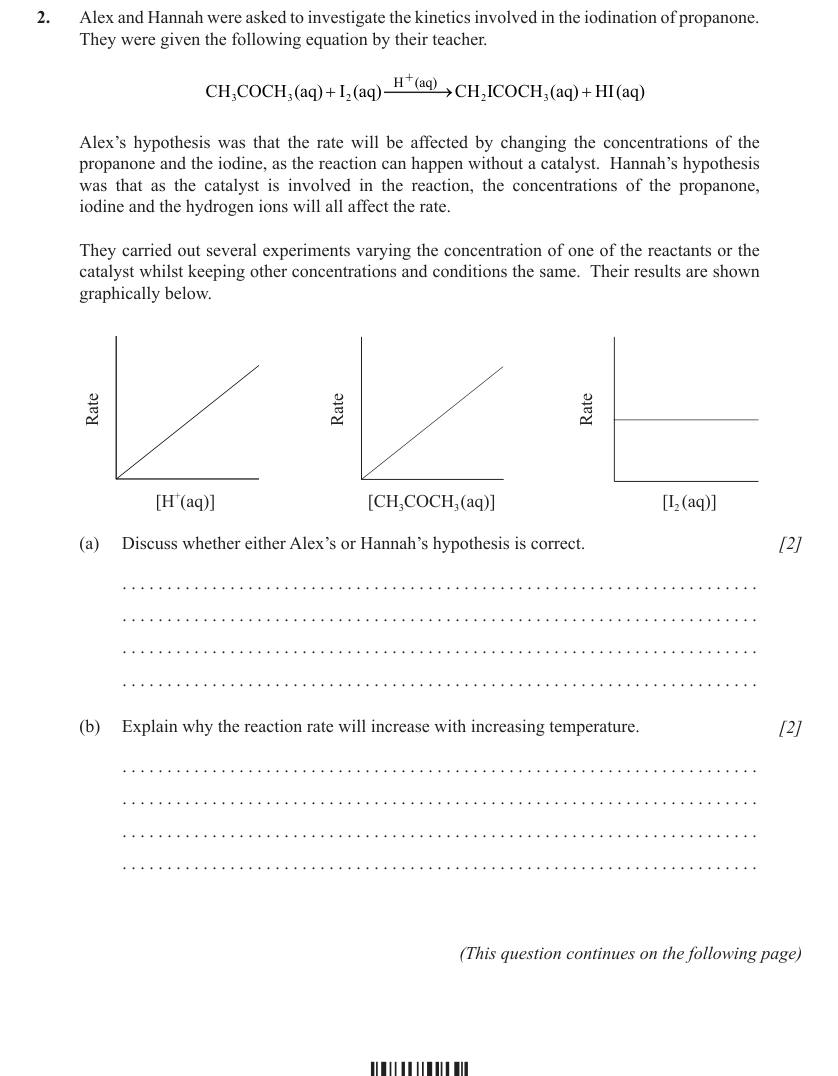 2. Alex and Hannah were asked to investigate the kinetics involved in the iodination of propanone.
They were given the following equation by their teacher.
CH₃COCH₃(aq) + I₂(aq) H⁺(aq)⟶ CH₂ICOCH₃(aq) + HI(aq)
Alex’s hypothesis was that the rate will be affected by changing the concentrations of the
propanone and the iodine, as the reaction can happen without a catalyst. Hannah’s hypothesis
was that as the catalyst is involved in the reaction, the concentrations of the propanone,
iodine and the hydrogen ions will all affect the rate.
They carried out several experiments varying the concentration of one of the reactants or the
catalyst whilst keeping other concentrations and conditions the same. Their results are shown
graphically below.
Rate Rate Rate
[H⁺(aq)] [CH₃COCH₃(aq)] [I₂(aq)]
(a) Discuss whether either Alex’s or Hannah’s hypothesis is correct. [2]
(b) Explain why the reaction rate will increase with increasing temperature. [2]
(This question continues on the following page)